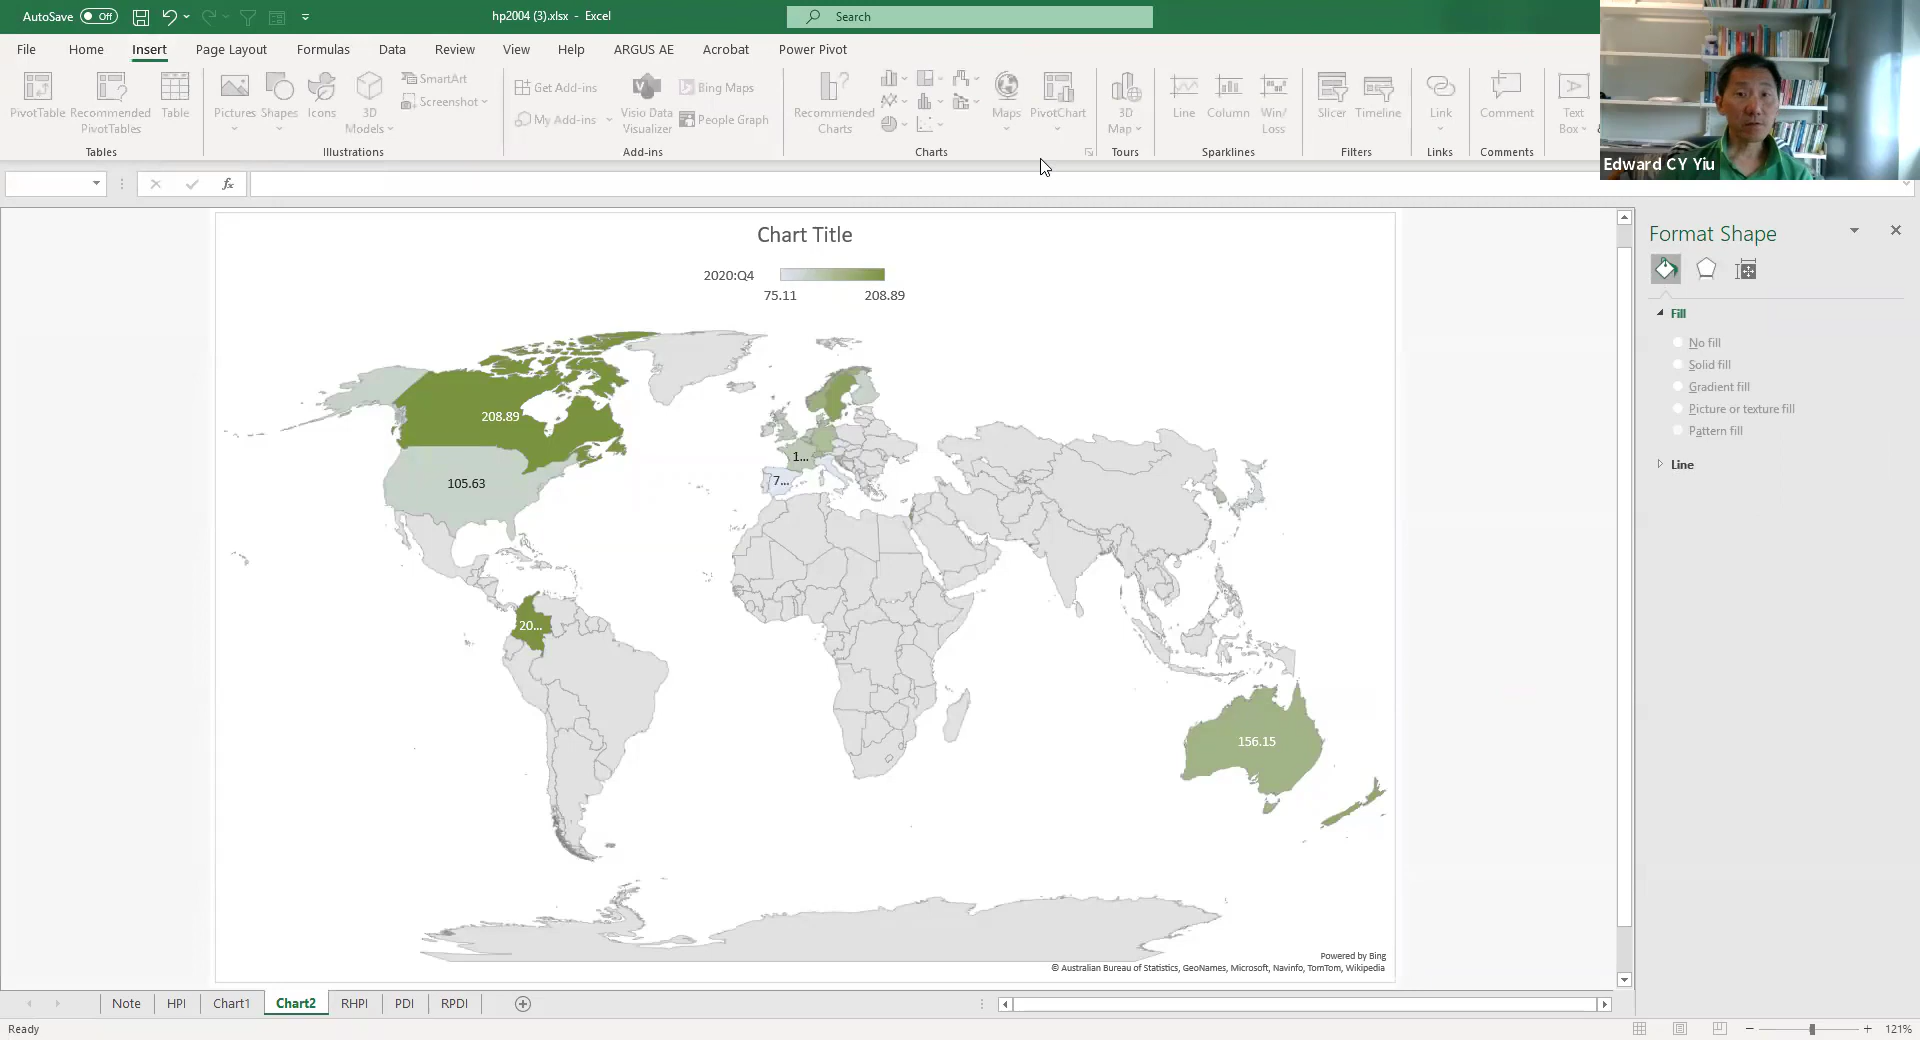 AutoSave Off
hp2004 (3).xlsx - Excel
Search
File Home Insert Page Layout Formulas Data Review View Help ARGUS AE Acrobat Power Pivot
PivotTable
Recommended
PivotTables
Table
Tables
Pictures
Shapes
Icons
3D
Models
SmartArt
Screenshot
Illustrations
Get Add-ins
My Add-ins
Visio Data
Visualizer
Bing Maps
People Graph
Add-ins
Recommended
Charts
Maps
PivotChart
Charts
3D
Map
Tours
Line
Column
Win/
Loss
Sparklines
Slicer
Timeline
Filters
Link
Links
Comment
Comments
Text
Box
Edward CY Yiu
fx
Chart Title
2020:Q4
75.11 208.89
208.89
1...
7...
105.63
20...
156.15
Powered by Bing
© Australian Bureau of Statistics, GeoNames, Microsoft, Navinfo, TomTom, Wikipedia
Format Shape
Fill
No fill
Solid fill
Gradient fill
Picture or texture fill
Pattern fill
Line
Note HPI Chart1 Chart2 RHPI PDI RPDI
Ready
121%